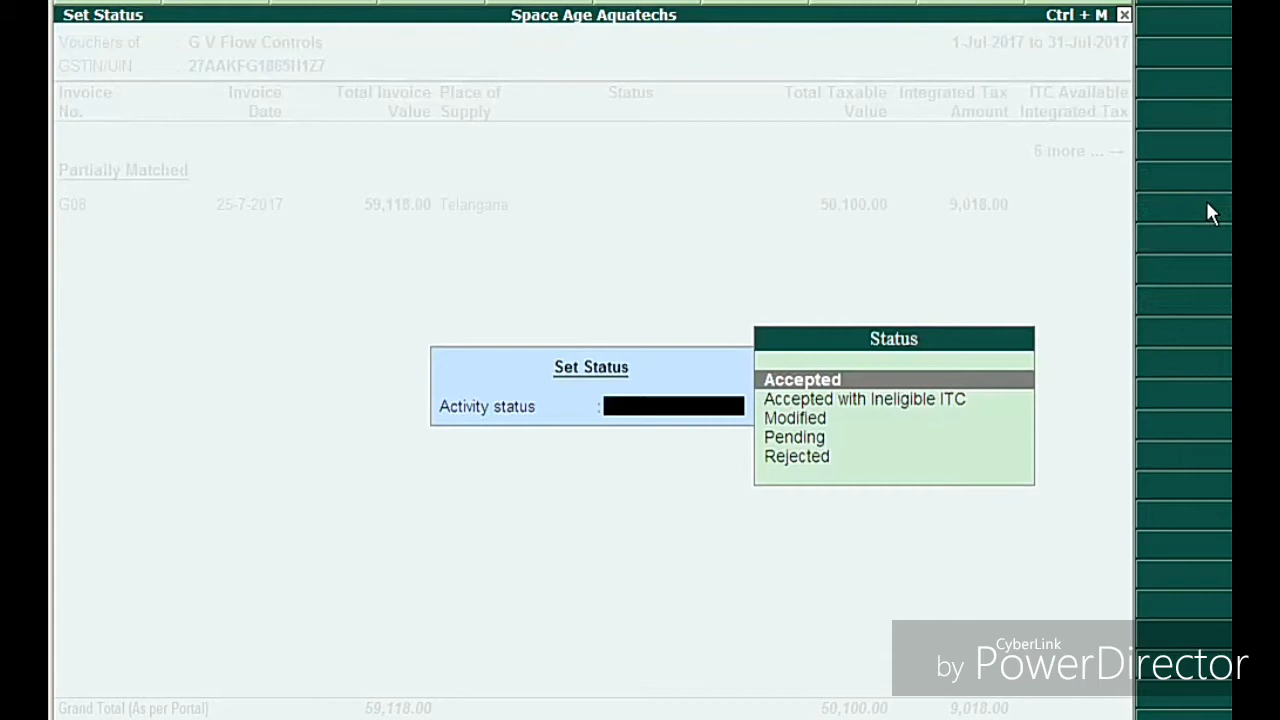 Set Status Space Age Aquatechs Ctrl + M
Vouchers of : G V Flow Controls 1-Jul-2017 to 31-Jul-2017
GSTIN/UIN : 27AAKFG1865H1Z7
Invoice Invoice Total Invoice Place of Status Total Taxable Integrated Tax ITC Available
No. Date Value Supply Value Amount Integrated Tax
6 more ... →
Partially Matched
G08 25-7-2017 59,118.00 Telangana 50,100.00 9,018.00
Set Status
Activity status :
Status
Accepted
Accepted with Ineligible ITC
Modified
Pending
Rejected
CyberLink
by PowerDirector
Grand Total (As per Portal) 59,118.00 50,100.00 9,018.00